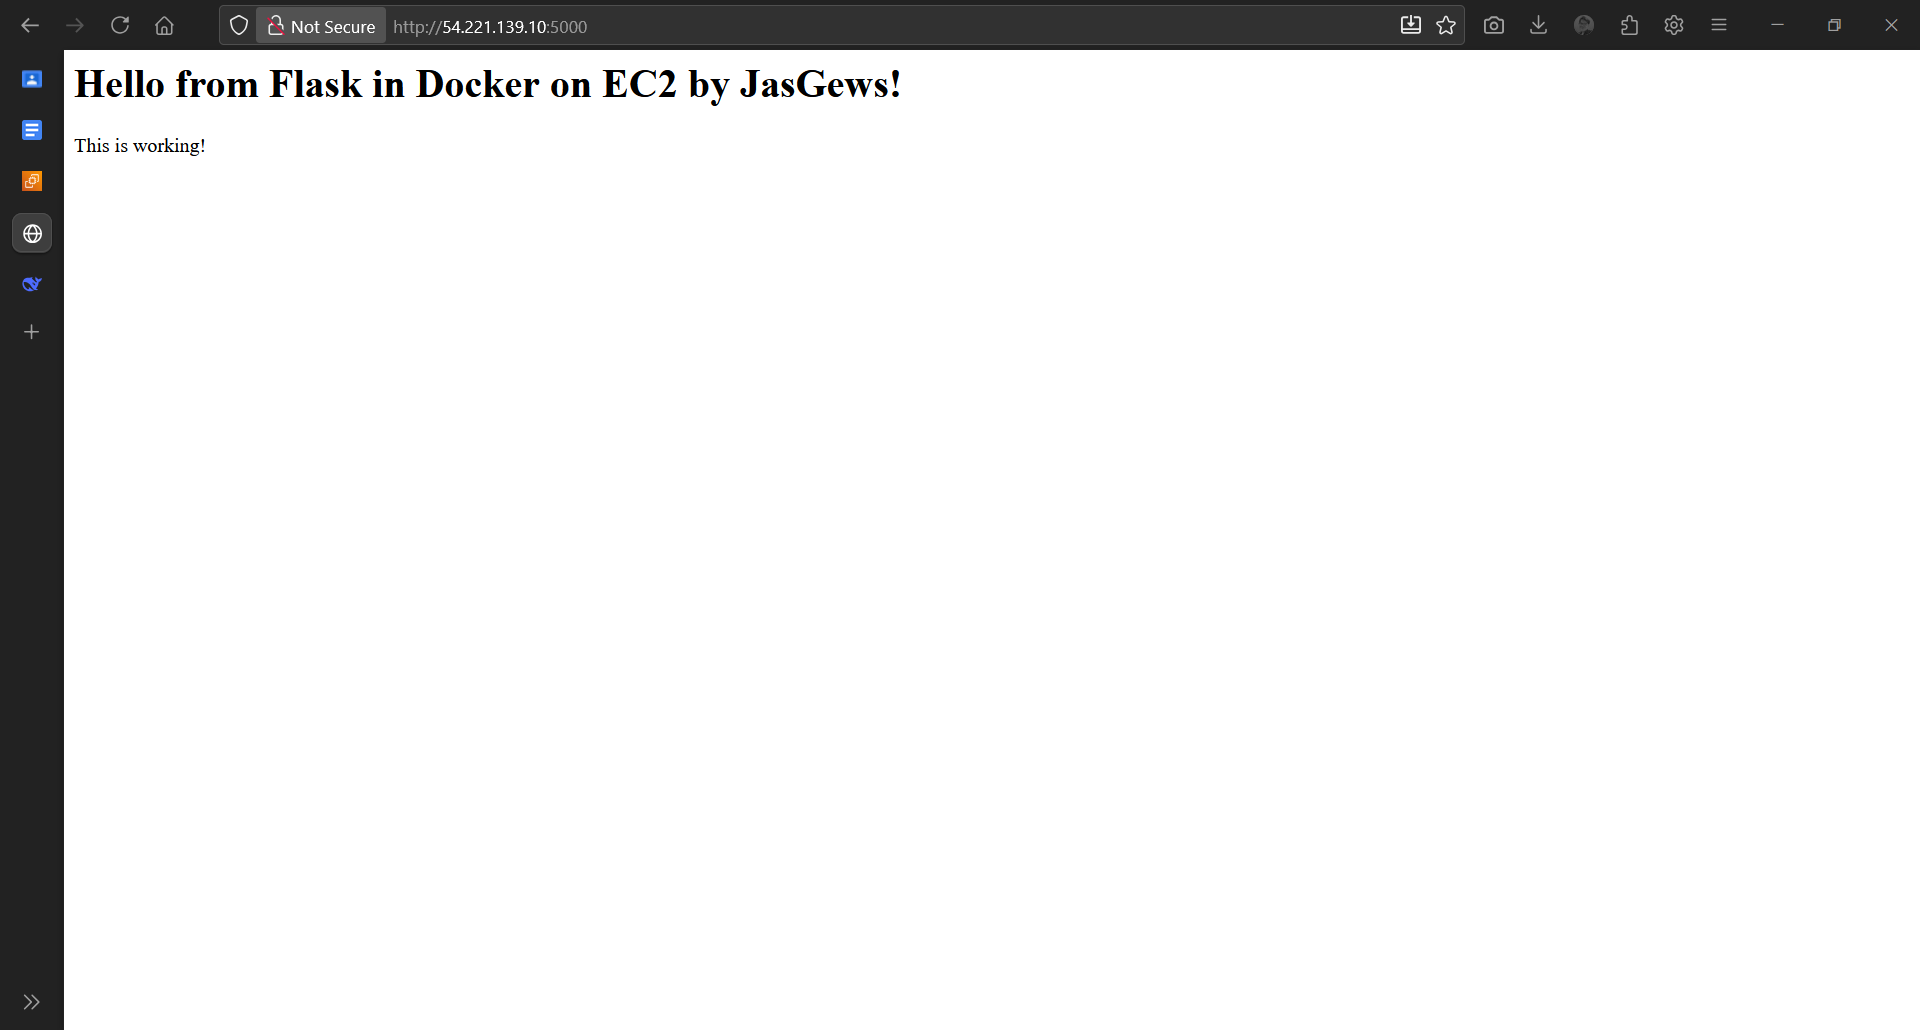 Not Secure http://54.221.139.10:5000
Hello from Flask in Docker on EC2 by JasGews!
This is working!